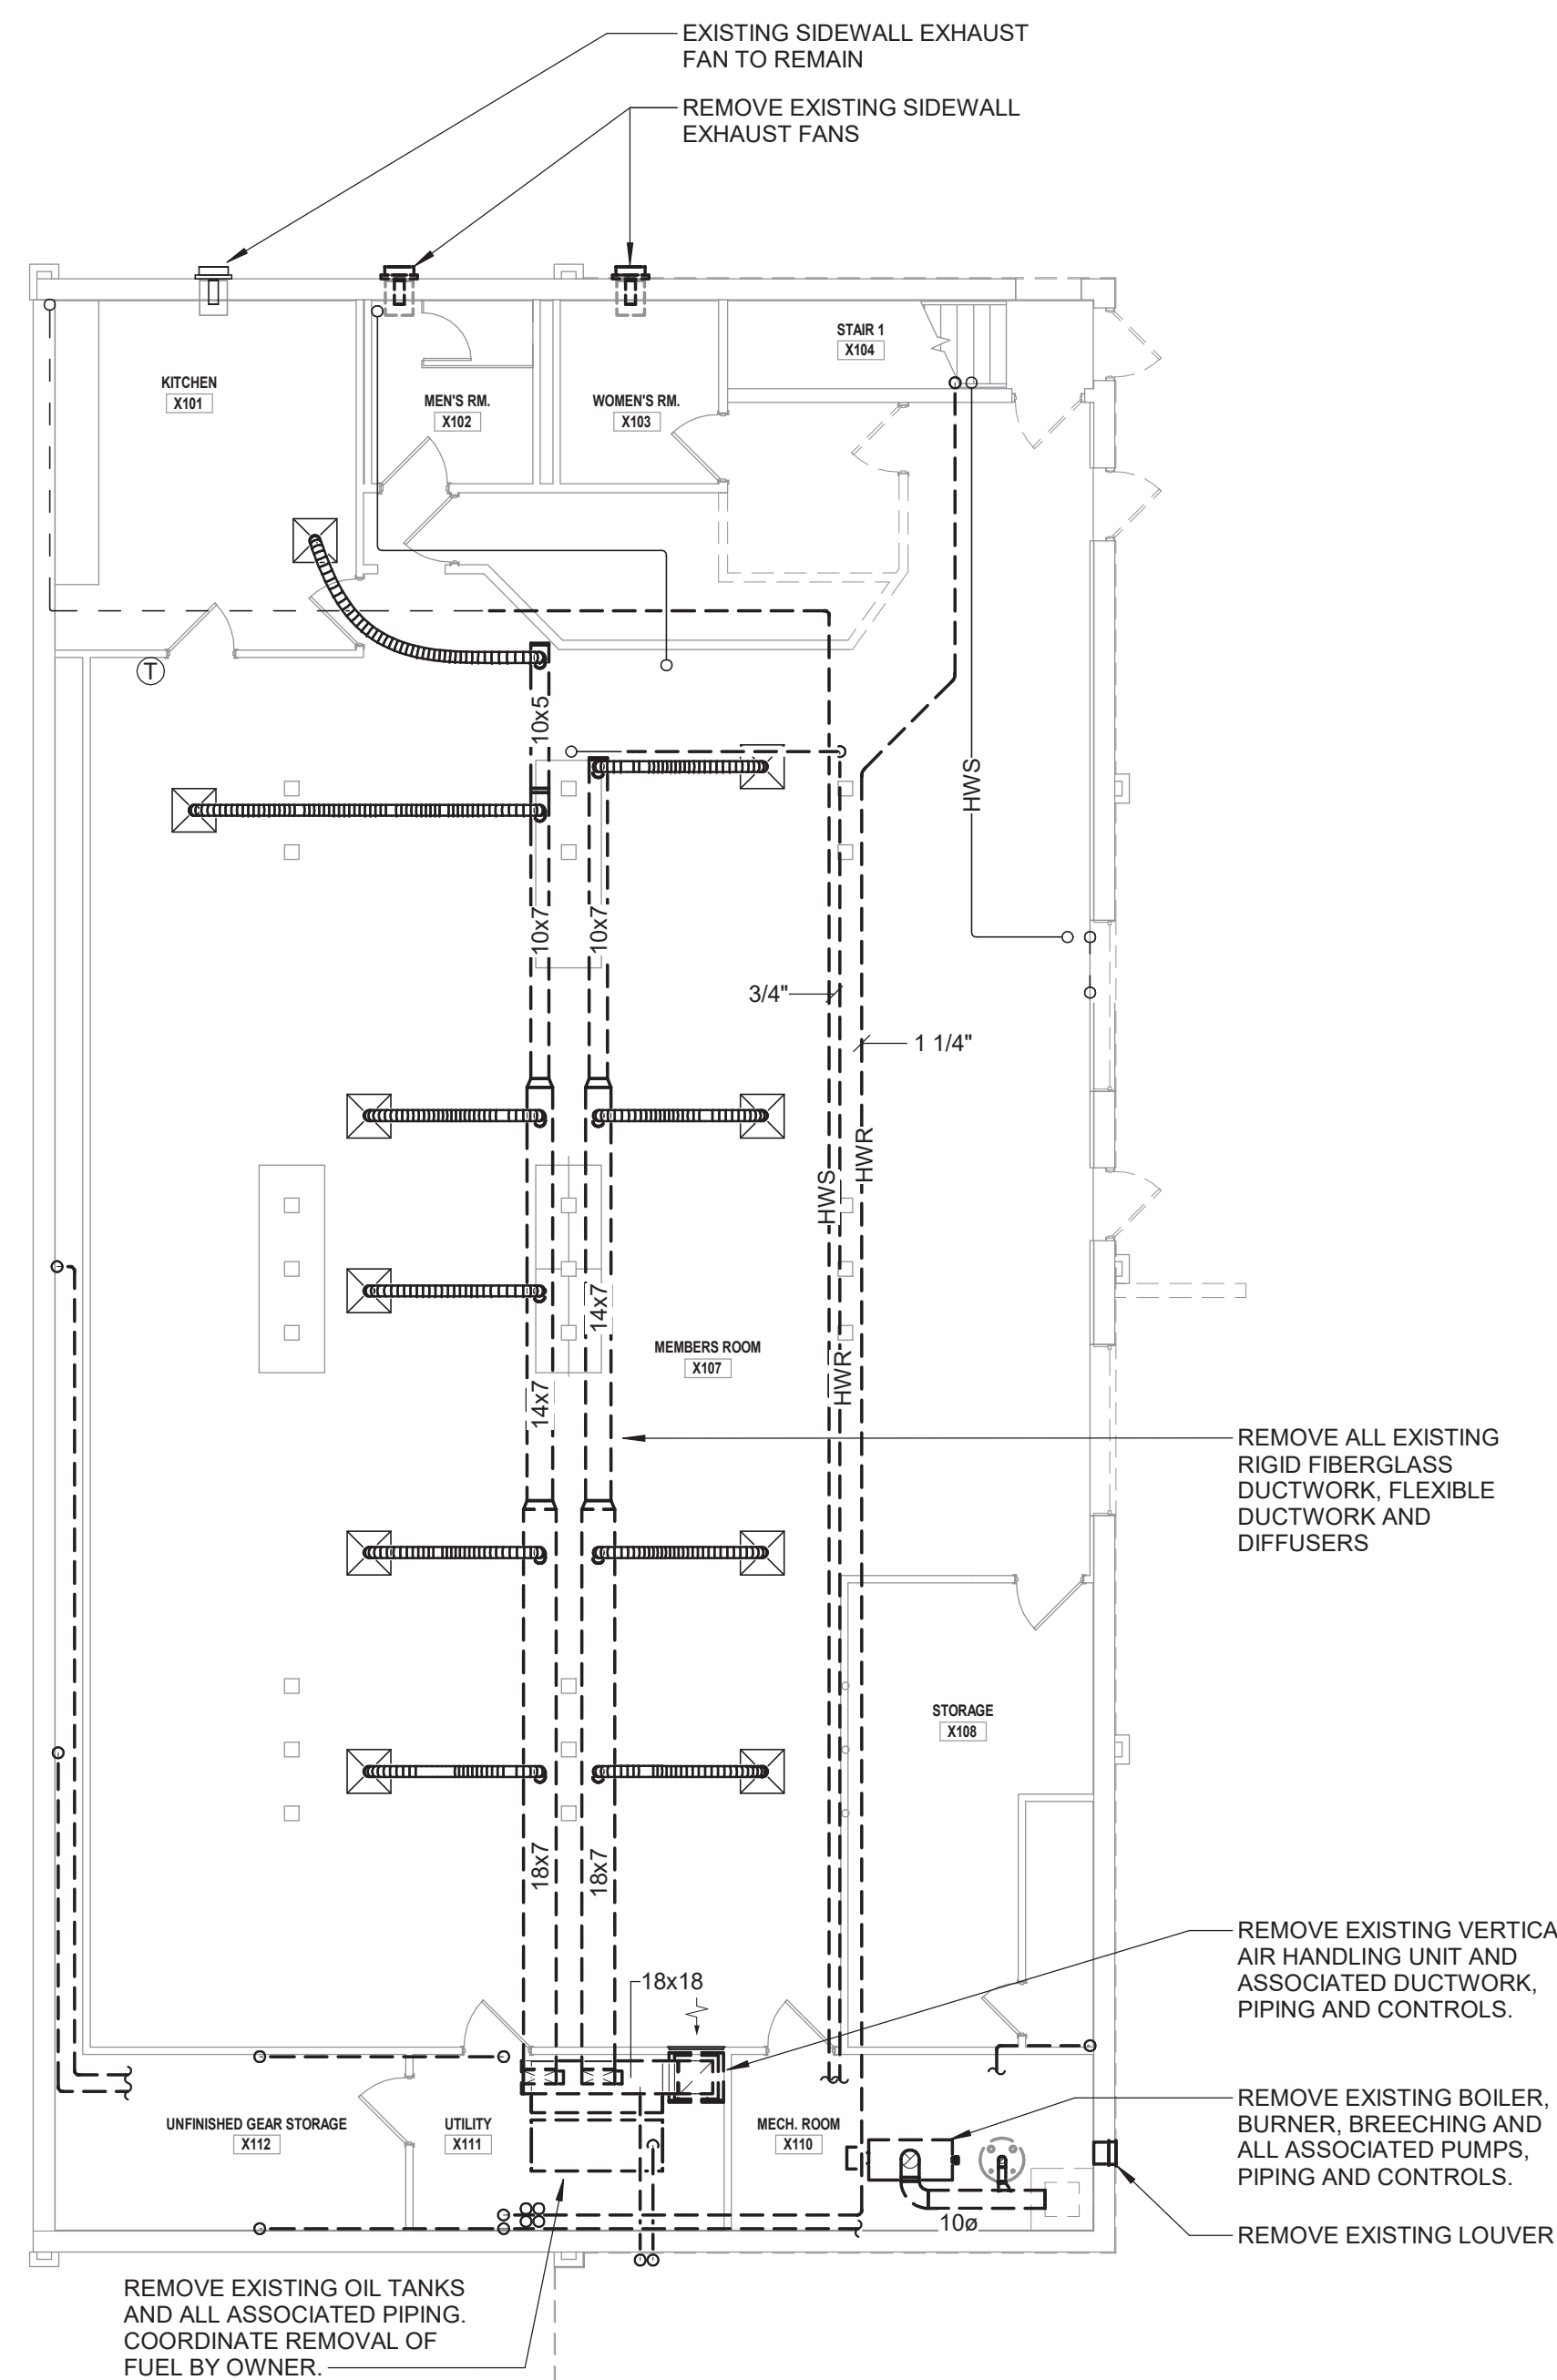 EXISTING SIDEWALL EXHAUST
FAN TO REMAIN
REMOVE EXISTING SIDEWALL
EXHAUST FANS
STAIR 1
X104
KITCHEN
X101
MEN'S RM.
X102
WOMEN'S RM.
X103
T
10x5
HWS
10x7
10x7
3/4"
1 1/4"
HWR
HWS
14x7
MEMBERS ROOM
X107
HWR
14x7
REMOVE ALL EXISTING
RIGID FIBERGLASS
DUCTWORK, FLEXIBLE
DUCTWORK AND
DIFFUSERS
STORAGE
X108
18x7
18x7
REMOVE EXISTING VERTICA
AIR HANDLING UNIT AND
ASSOCIATED DUCTWORK,
PIPING AND CONTROLS.
18x18
UNFINISHED GEAR STORAGE
X112
UTILITY
X111
MECH. ROOM
X110
REMOVE EXISTING BOILER,
BURNER, BREECHING AND
ALL ASSOCIATED PUMPS,
PIPING AND CONTROLS.
10ø
REMOVE EXISTING LOUVER
REMOVE EXISTING OIL TANKS
AND ALL ASSOCIATED PIPING.
COORDINATE REMOVAL OF
FUEL BY OWNER.